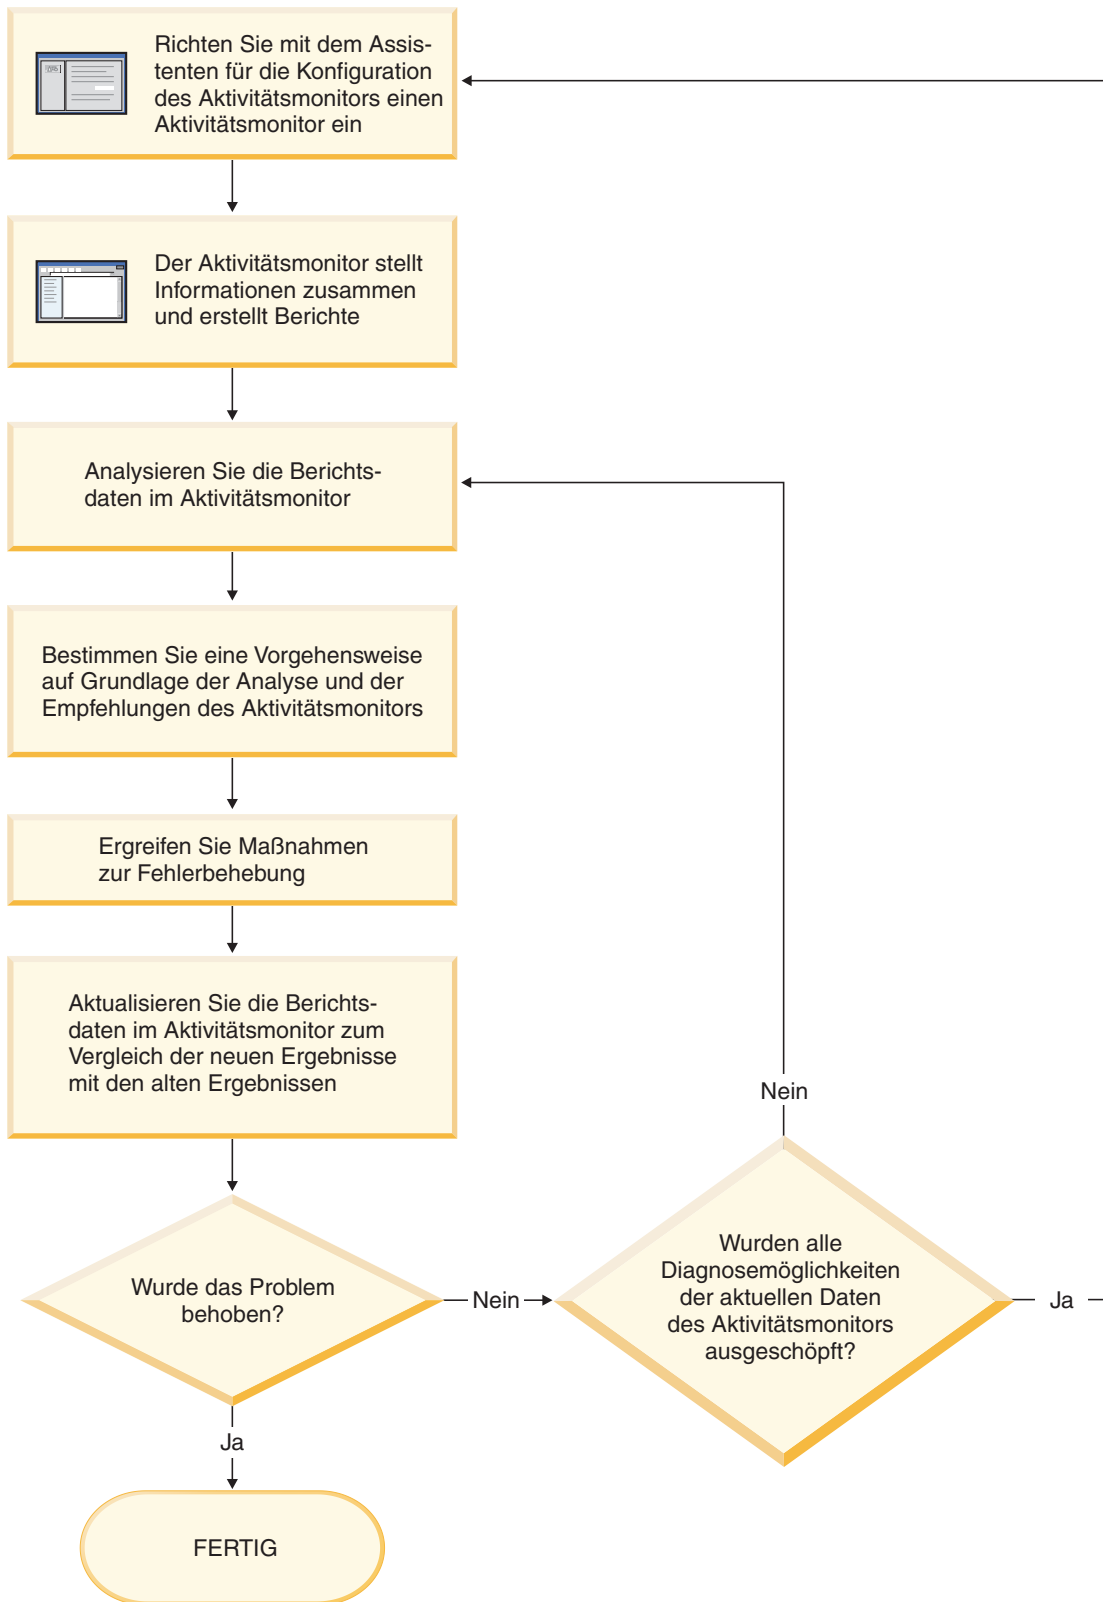 Richten Sie mit dem Assis-
tenten für die Konfiguration
des Aktivitätsmonitors einen
Aktivitätsmonitor ein
Der Aktivitätsmonitor stellt
Informationen zusammen
und erstellt Berichte
Analysieren Sie die Berichts-
daten im Aktivitätsmonitor
Bestimmen Sie eine Vorgehensweise
auf Grundlage der Analyse und der
Empfehlungen des Aktivitätsmonitors
Ergreifen Sie Maßnahmen
zur Fehlerbehebung
Aktualisieren Sie die Berichts-
daten im Aktivitätsmonitor zum
Vergleich der neuen Ergebnisse
mit den alten Ergebnissen
Wurde das Problem
behoben?
Nein
Ja
FERTIG
Wurden alle
Diagnosemöglichkeiten
der aktuellen Daten
des Aktivitätsmonitors
ausgeschöpft?
Nein
Ja